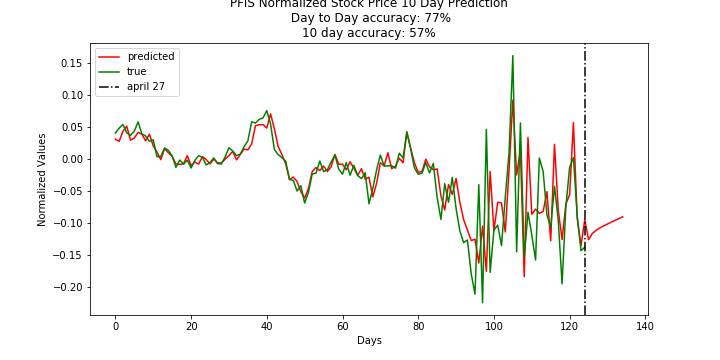 PFIS Normalized Stock Price 10 Day Prediction
Day to Day accuracy: 77%
10 day accuracy: 57%
predicted
true
april 27
Normalized Values
0.15
0.10
0.05
0.00
−0.05
−0.10
−0.15
−0.20
0 20 40 60 80 100 120 140
Days